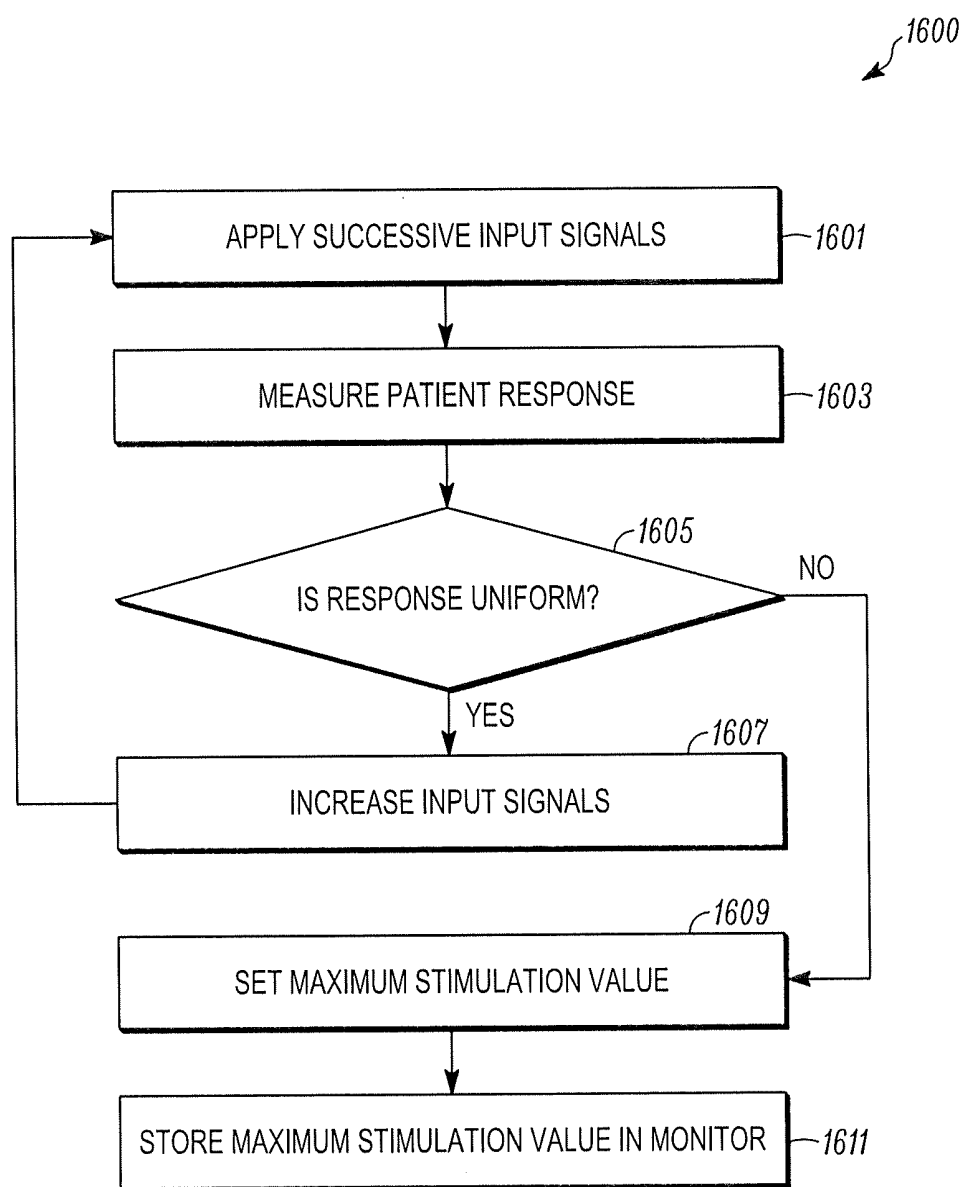 1600
APPLY SUCCESSIVE INPUT SIGNALS
1601
MEASURE PATIENT RESPONSE
1603
1605
IS RESPONSE UNIFORM?
NO
YES
1607
INCREASE INPUT SIGNALS
1609
SET MAXIMUM STIMULATION VALUE
STORE MAXIMUM STIMULATION VALUE IN MONITOR
1611